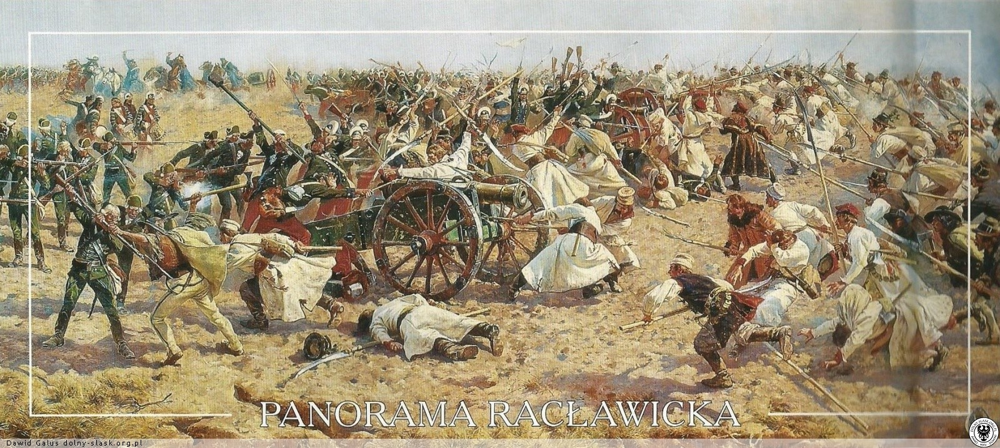 PANORAMA RACŁAWICKA
Dawid Galus dolny-slask.org.pl